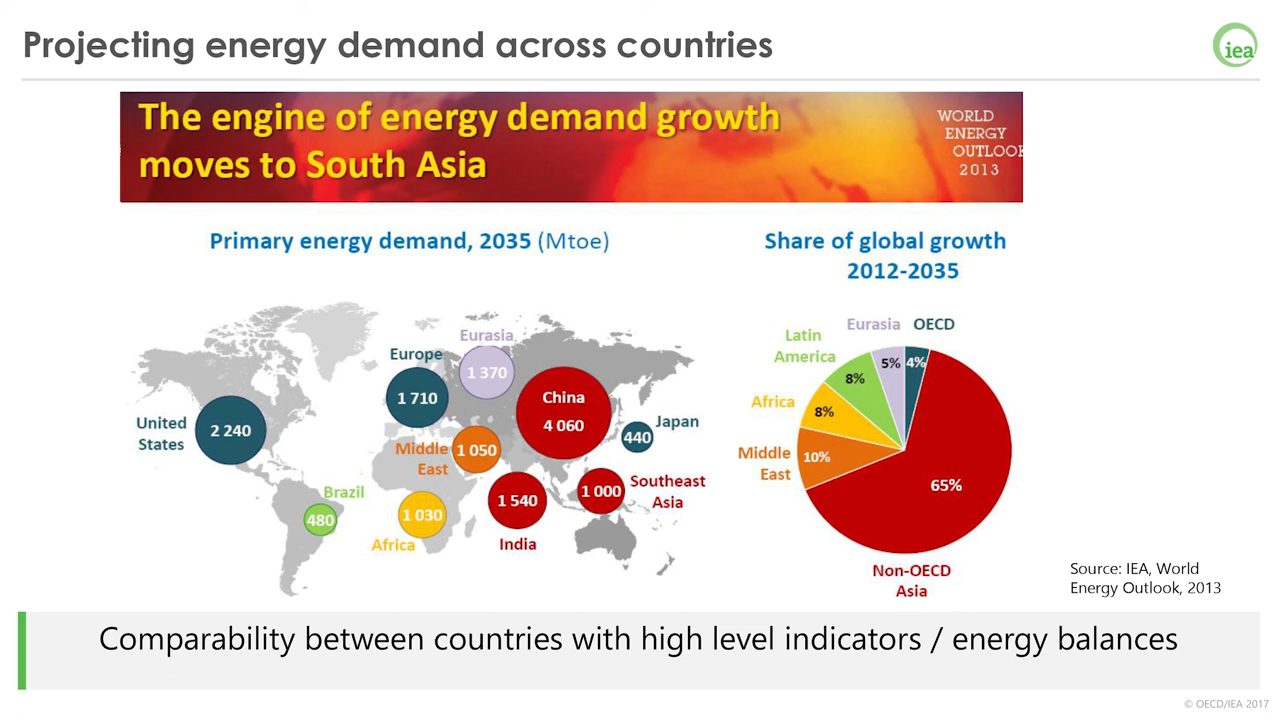 Projecting energy demand across countries
iea
The engine of energy demand growth
moves to South Asia
WORLD
ENERGY
OUTLOOK
2013
Primary energy demand, 2035 (Mtoe)
Share of global growth
2012-2035
Eurasia
1 370
Europe
1 710
China
4 060
United
States
2 240
Japan
440
Middle
East
1 050
Southeast
Asia
1 000
Brazil
480
Africa
1 030
India
1 540
Eurasia
OECD
Latin
America
5%
4%
8%
Africa
8%
Middle
East
10%
65%
Non-OECD
Asia
Source: IEA, World
Energy Outlook, 2013
Comparability between countries with high level indicators / energy balances
© OECD/IEA 2017